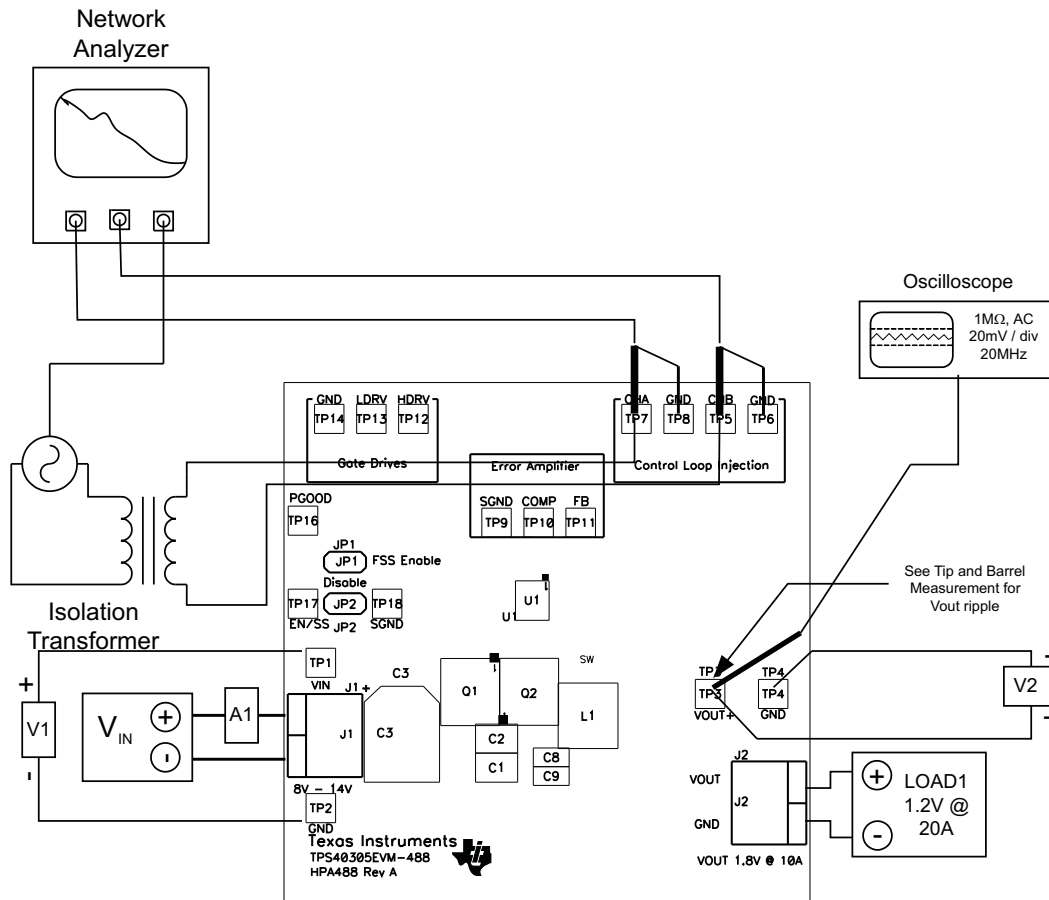 Network
Analyzer
Oscilloscope
1MΩ, AC
20mV / div
20MHz
GND LDRV HDRV
TP14 TP13 TP12
Gate Drives
GND GND
TP7 TP8 TP5 TP6
Control Loop Injection
Error Amplifier
SGND COMP FB
TP9 TP10 TP11
PGOOD
TP16
JP1
JP1 FSS Enable
Disable
TP17 JP2 TP18
EN/SS JP2 SGND
U1
U1
See Tip and Barrel
Measurement for
Vout ripple
Isolation
Transformer
TP1
VIN
+
V1
-
VIN
+
-
A1
J1+
J1
8V - 14V
TP2
GND
C3
C3
Q1 Q2
SW
L1
C2
C1
C8
C9
TP4
TP3 TP4
VOUT+ GND
V2
-
J2
VOUT
J2
GND
VOUT 1.8V @ 10A
+
-
LOAD1
1.2V @
20A
Texas Instruments
TPS40305EVM-488
HPA488 Rev A